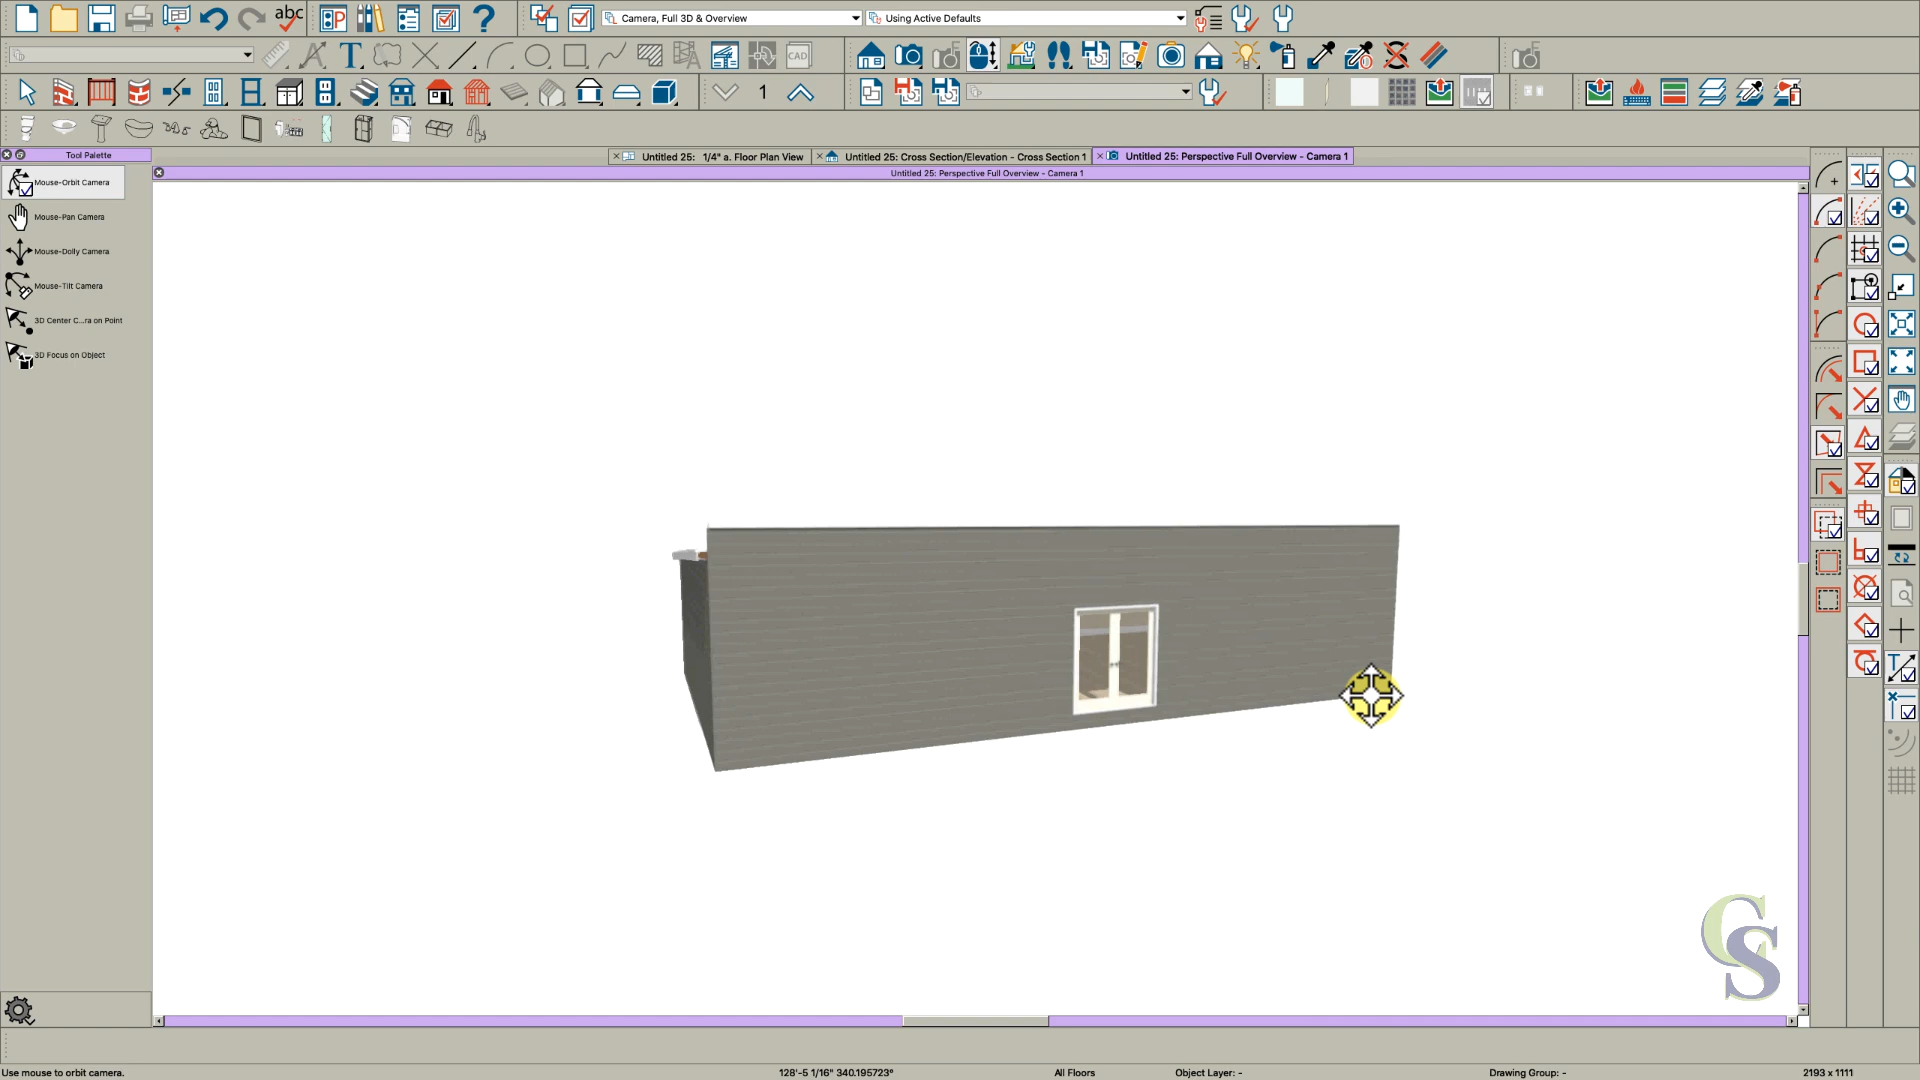 abc
P
Camera, Full 3D & Overview
Using Active Defaults
T
CAD
1
Tool Palette
Untitled 25: 1/4" a. Floor Plan View
Untitled 25: Cross Section/Elevation - Cross Section 1
Untitled 25: Perspective Full Overview - Camera 1
Untitled 25: Perspective Full Overview - Camera 1
Mouse-Orbit Camera
Mouse-Pan Camera
Mouse-Dolly Camera
Mouse-Tilt Camera
3D Center C...ra on Point
3D Focus on Object
CS
Use mouse to orbit camera.
128'-5 1/16" 340.195723°
All Floors
Object Layer: -
Drawing Group: -
2193 x 1111